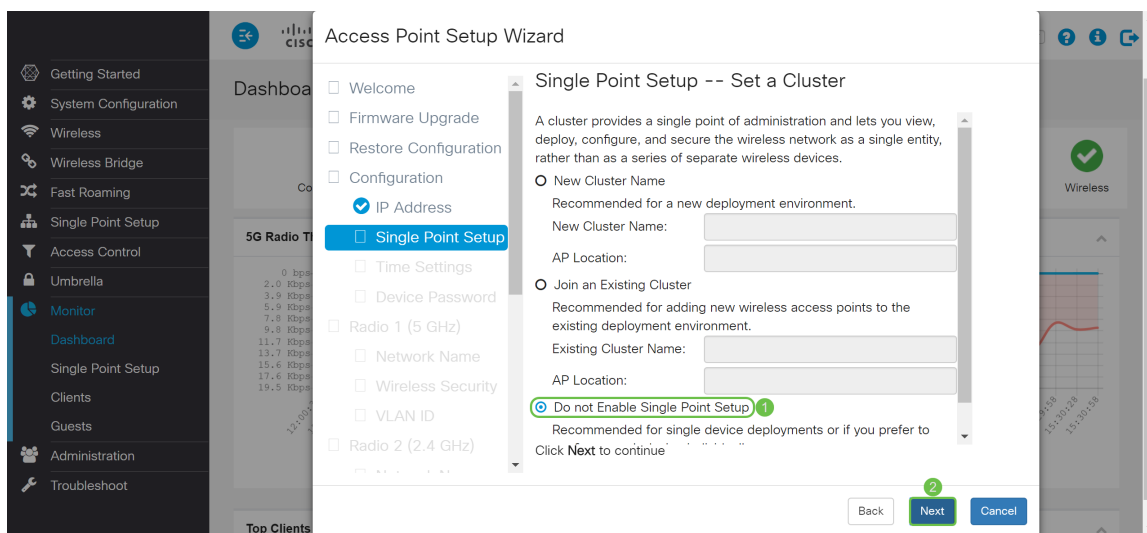 cisco
Access Point Setup Wizard
Getting Started
System Configuration
Wireless
Wireless Bridge
Fast Roaming
Single Point Setup
Access Control
Umbrella
Monitor
Dashboard
Single Point Setup
Clients
Guests
Administration
Troubleshoot
Dashboa
Co
5G Radio
0 bps
2.0 Kbps
3.9 Kbps
5.9 Kbps
7.8 Kbps
9.8 Kbps
11.7 Kbps
13.7 Kbps
15.6 Kbps
17.6 Kbps
19.5 Kbps
Top Clients
Welcome
Firmware Upgrade
Restore Configuration
Configuration
IP Address
Single Point Setup
Time Settings
Device Password
Radio 1 (5 GHz)
Network Name
Wireless Security
VLAN ID
Radio 2 (2.4 GHz)
Single Point Setup -- Set a Cluster
A cluster provides a single point of administration and lets you view,
deploy, configure, and secure the wireless network as a single entity,
rather than as a series of separate wireless devices.
New Cluster Name
Recommended for a new deployment environment.
New Cluster Name:
AP Location:
Join an Existing Cluster
Recommended for adding new wireless access points to the
existing deployment environment.
Existing Cluster Name:
AP Location:
Do not Enable Single Point Setup 1
Recommended for single device deployments or if you prefer to
Click Next to continue
2
Back Next Cancel
Wireless
15:30:28
15:30:58